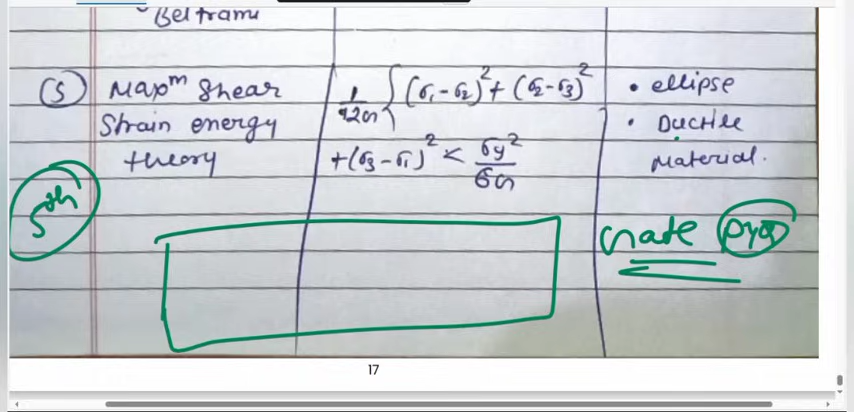 Beltrami
(5) Maxᵐ Shear
Strain energy
theory
1/12G {(σ₁-σ₂)² + (σ₂-σ₃)²
+(σ₃-σ₁)² < σy²/6G
• ellipse
• Ductile
Material.
5th
Gate PYQ
17